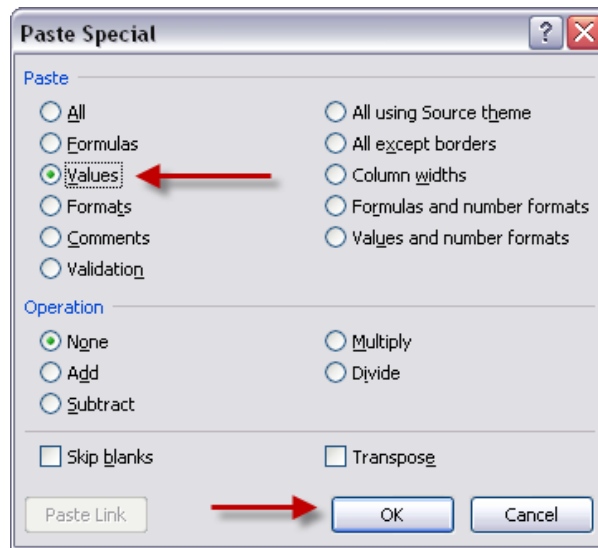 Paste Special
Paste
All
All using Source theme
Formulas
All except borders
Values
Column widths
Formats
Formulas and number formats
Comments
Values and number formats
Validation
Operation
None
Multiply
Add
Divide
Subtract
Skip blanks
Transpose
Paste Link
OK
Cancel